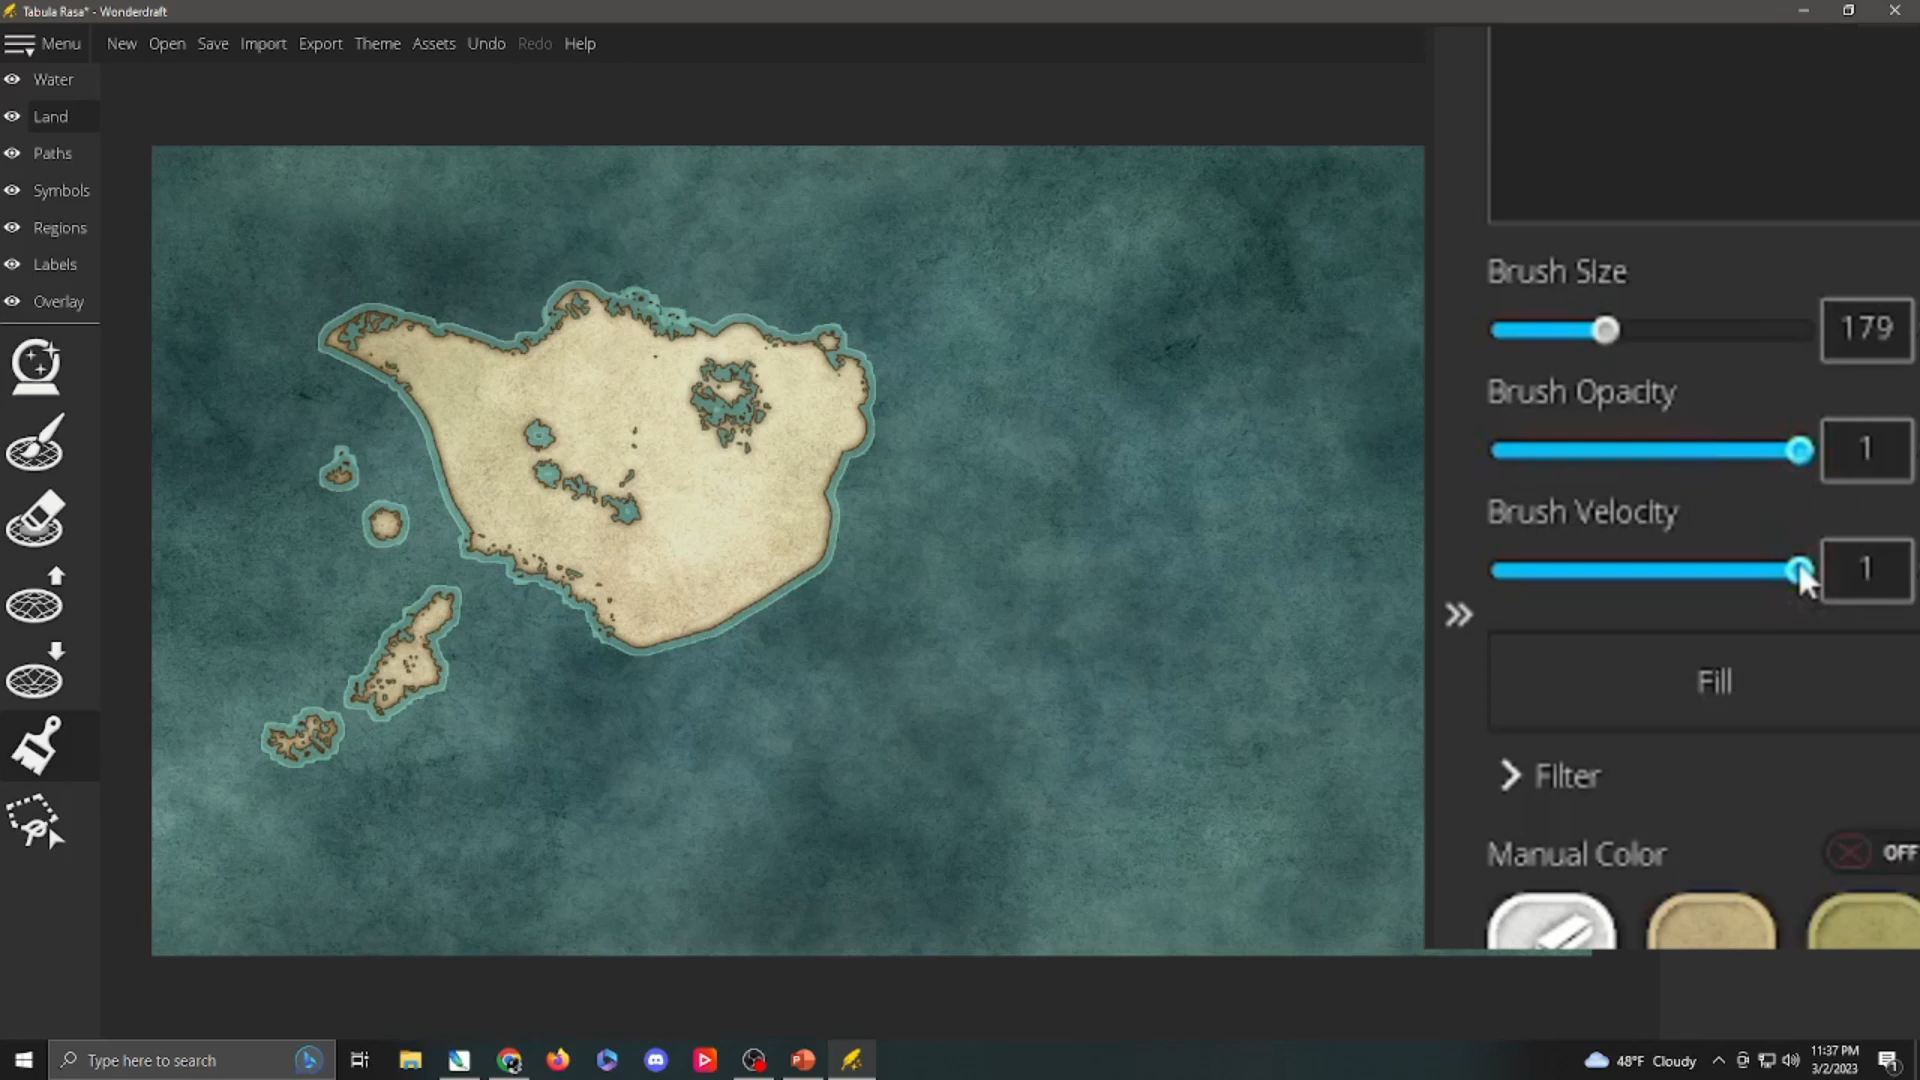 Tabula Rasa* - Wonderdraft
Menu New Open Save Import Export Theme Assets Undo Redo Help
Water
Land
Paths
Symbols
Regions
Labels
Overlay
Brush Size
179
Brush Opacity
1
Brush Velocity
1
Fill
Filter
Manual Color OFF
Type here to search
48°F Cloudy
11:37 PM
3/2/2023
1